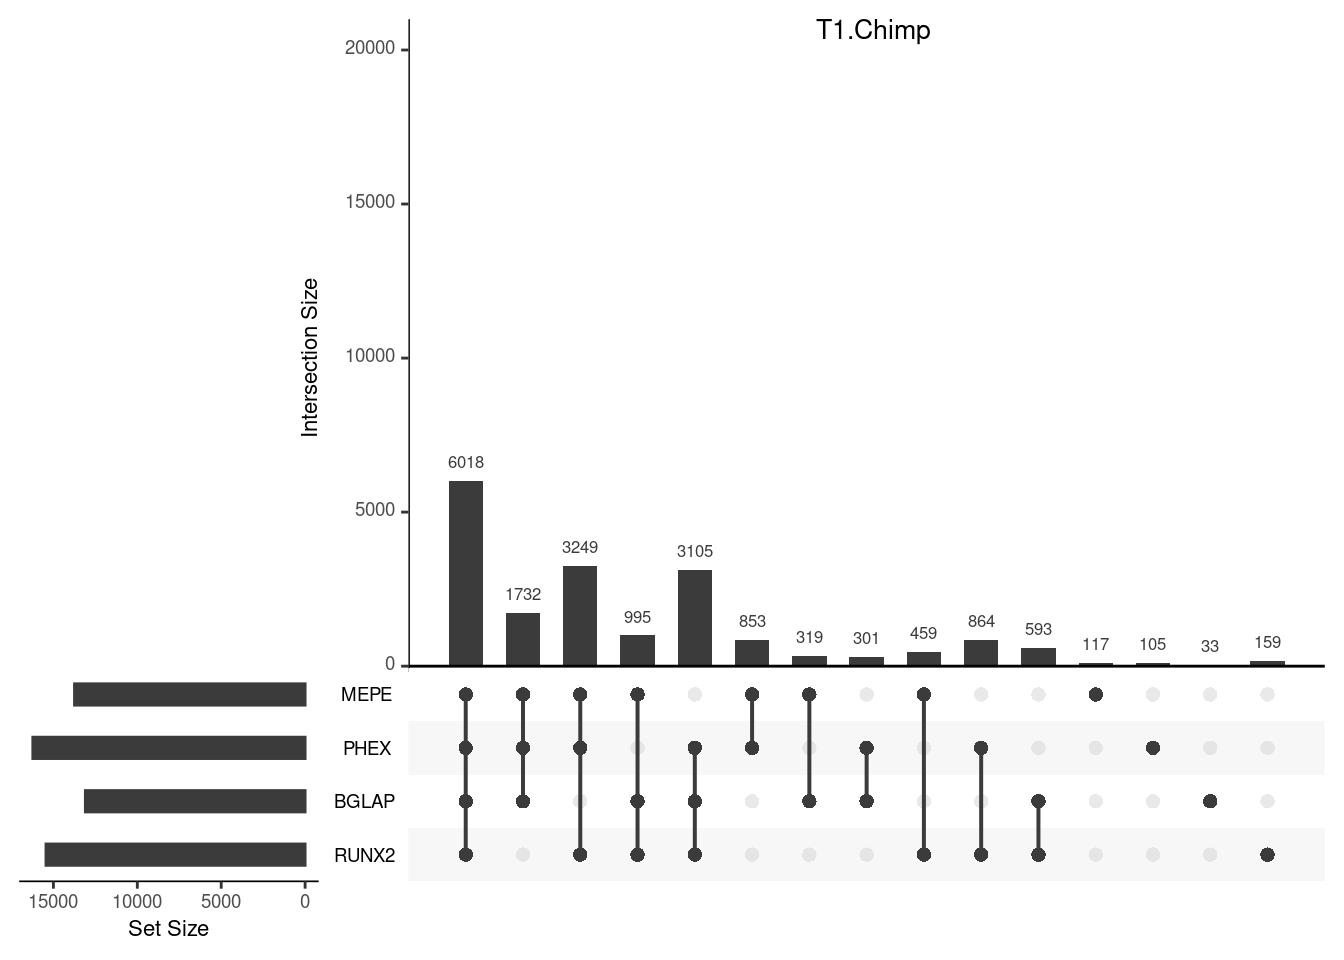 T1.Chimp
20000
15000
10000
5000
0
Intersection Size
6018
1732
3249
995
3105
853
319
301
459
864
593
117
105
33
159
MEPE
PHEX
BGLAP
RUNX2
15000 10000 5000 0
Set Size